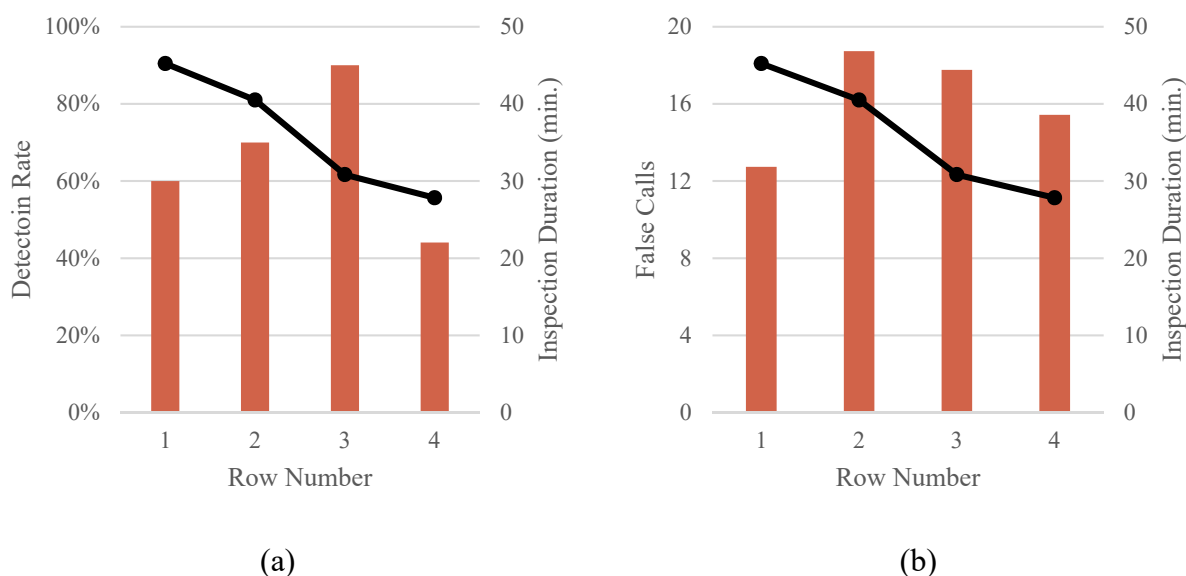 100%
80%
60%
40%
20%
0%
Detectoin Rate
50
40
30
20
10
0
Inspection Duration (min.)
1 2 3 4
Row Number
(a)
20
16
12
8
4
0
False Calls
50
40
30
20
10
0
Inspection Duration (min.)
1 2 3 4
Row Number
(b)